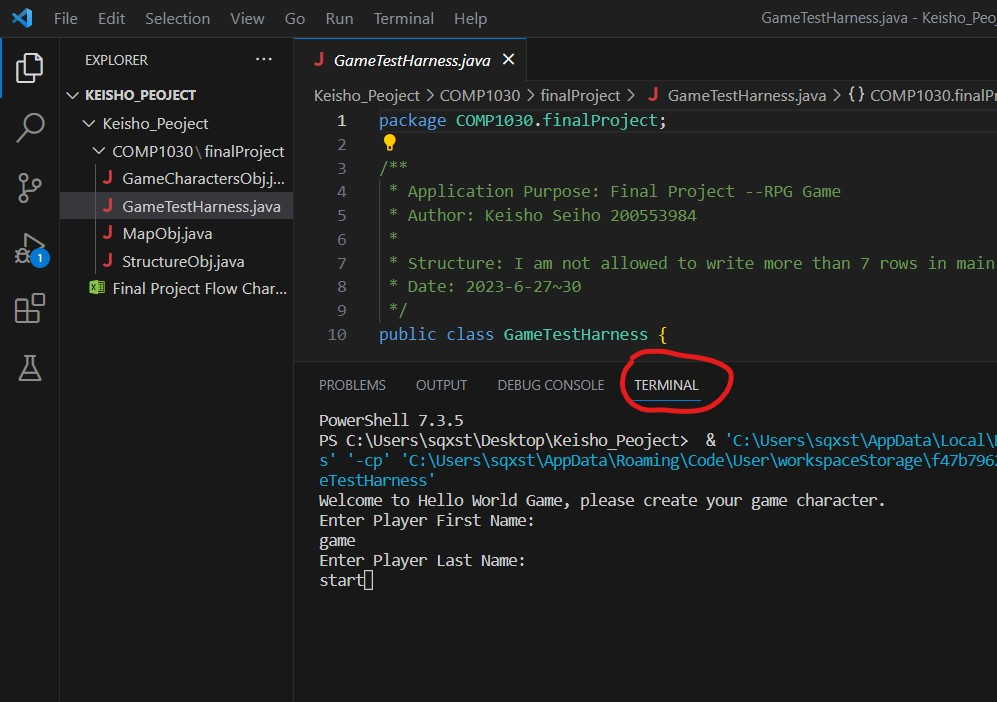 File Edit Selection View Go Run Terminal Help GameTestHarness.java - Keisho_Peo
EXPLORER ...
GameTestHarness.java
KEISHO_PEOJECT
Keisho_Peoject > COMP1030 > finalProject > GameTestHarness.java > {} COMP1030.finalPr
Keisho_Peoject
COMP1030\finalProject
GameCharactersObj.j...
GameTestHarness.java
MapObj.java
StructureObj.java
Final Project Flow Char...
1
1 package COMP1030.finalProject;
2
3 /**
4 * Application Purpose: Final Project --RPG Game
5 * Author: Keisho Seiho 200553984
6 *
7 * Structure: I am not allowed to write more than 7 rows in main
8 * Date: 2023-6-27~30
9 */
10 public class GameTestHarness {
PROBLEMS OUTPUT DEBUG CONSOLE TERMINAL
PowerShell 7.3.5
PS C:\Users\sqxst\Desktop\Keisho_Peoject> & 'C:\Users\sqxst\AppData\Local\
s' '-cp' 'C:\Users\sqxst\AppData\Roaming\Code\User\workspaceStorage\f47b796
eTestHarness'
Welcome to Hello World Game, please create your game character.
Enter Player First Name:
game
Enter Player Last Name:
start